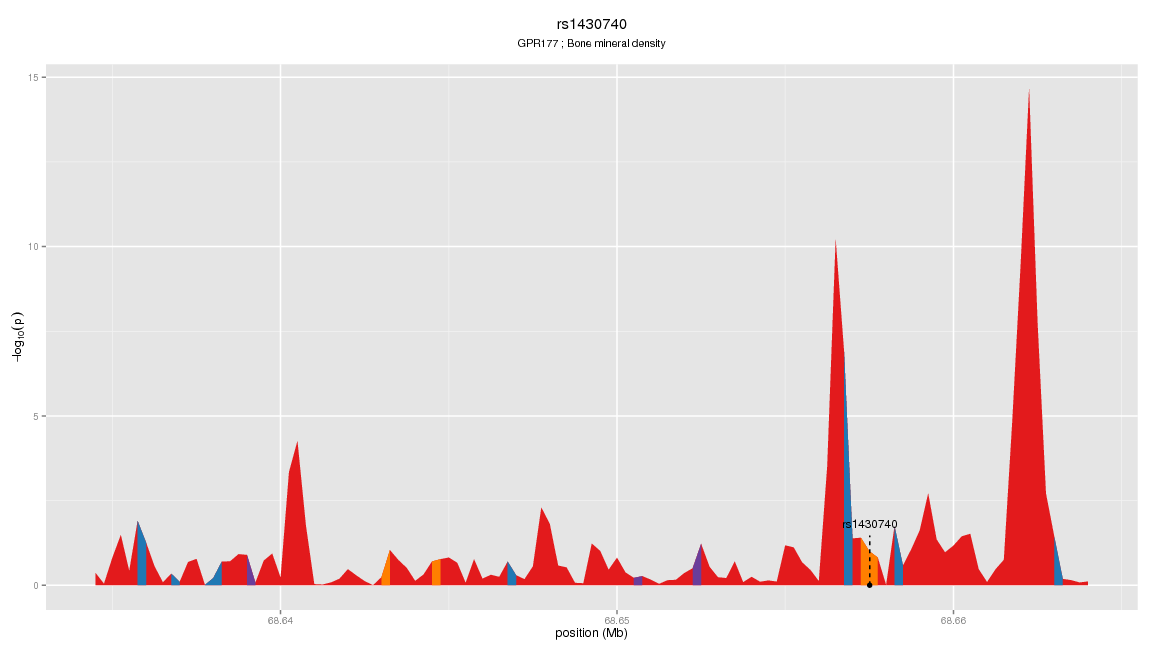 rs1430740
GPR177 ; Bone mineral density
15
10
5
0
−log10(p)
rs1430740
68.64
68.65
68.66
position (Mb)